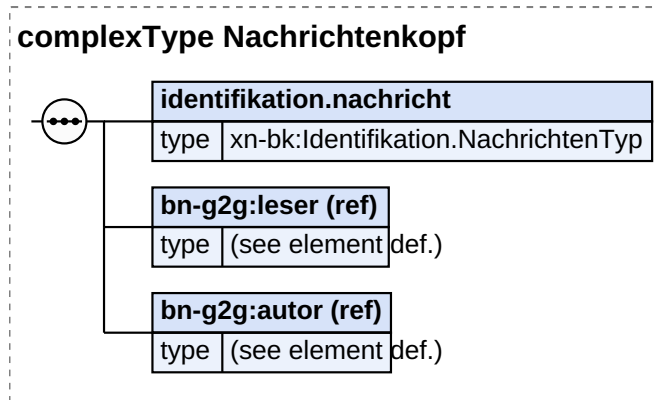 complexType Nachrichtenkopf
identifikation.nachricht
type xn-bk:Identifikation.NachrichtenTyp
bn-g2g:leser (ref)
type (see element def.)
bn-g2g:autor (ref)
type (see element def.)